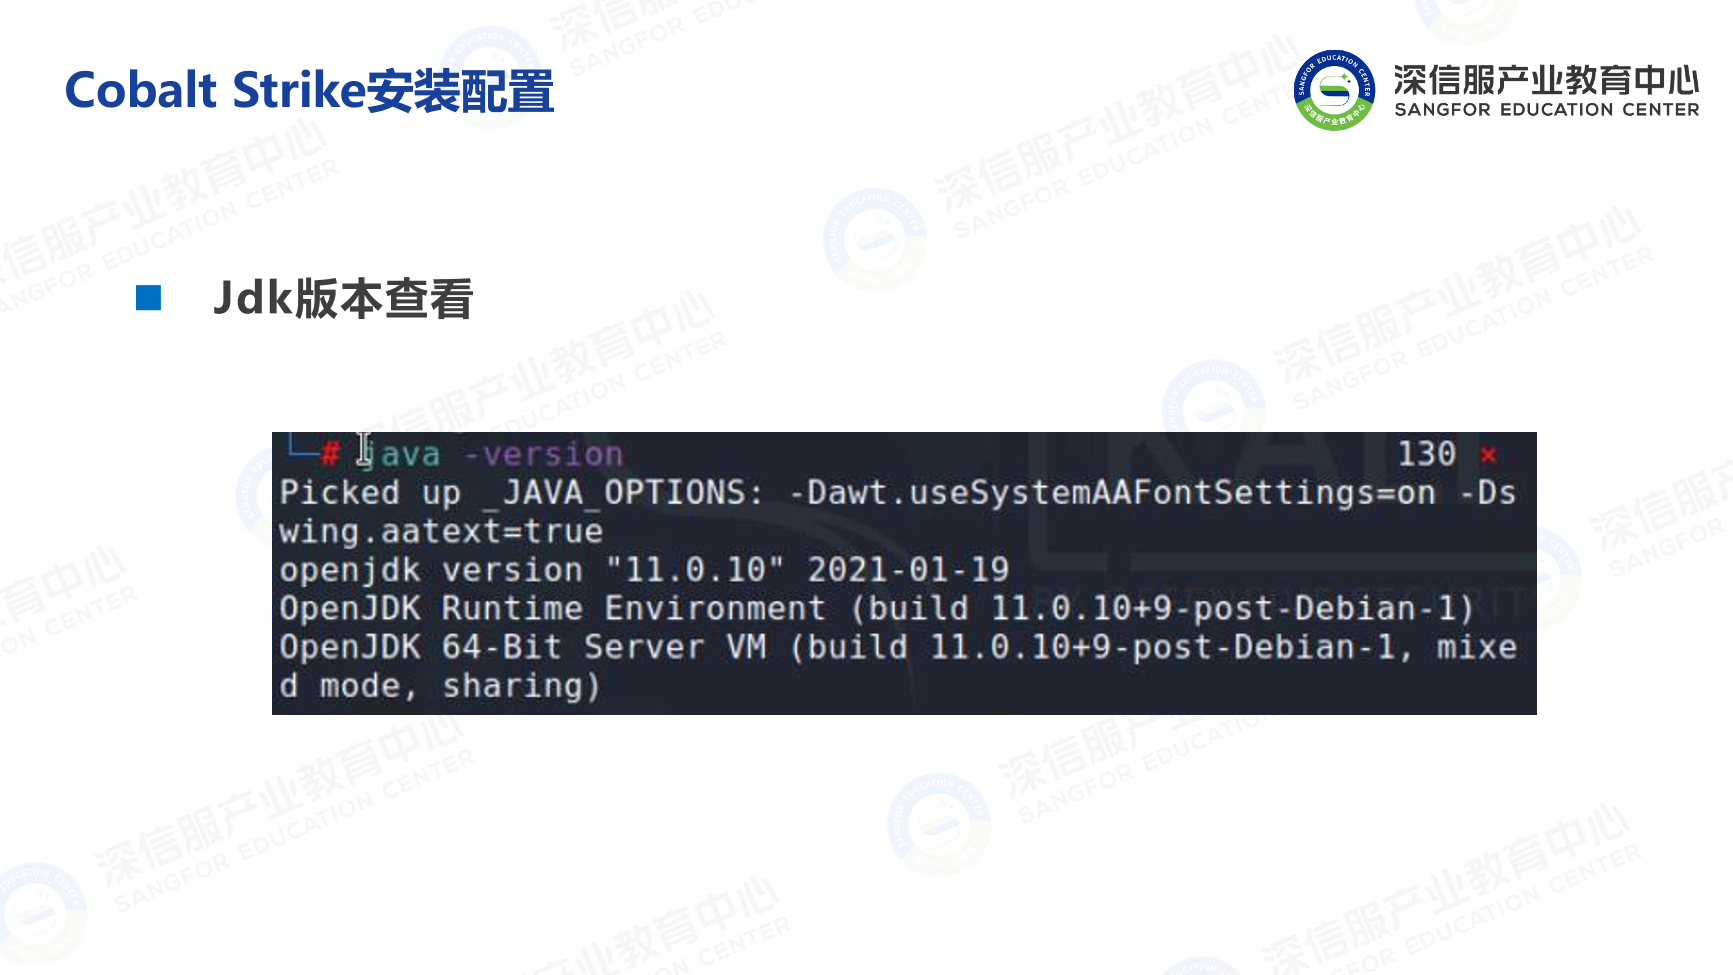 Cobalt Strike安装配置
深信服产业教育中心
SANGFOR EDUCATION CENTER
Jdk版本查看
# java -version 130 ×
Picked up _JAVA_OPTIONS: -Dawt.useSystemAAFontSettings=on -Ds
wing.aatext=true
openjdk version "11.0.10" 2021-01-19
OpenJDK Runtime Environment (build 11.0.10+9-post-Debian-1)
OpenJDK 64-Bit Server VM (build 11.0.10+9-post-Debian-1, mixe
d mode, sharing)